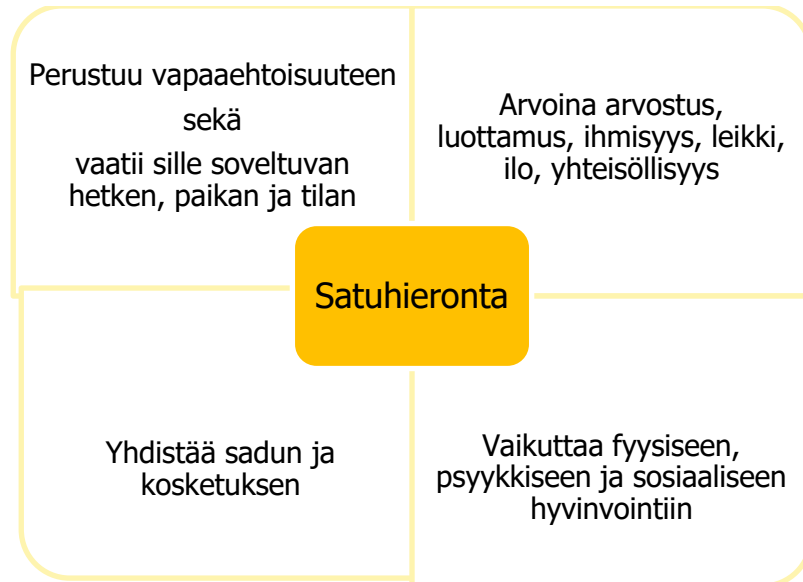 Perustuu vapaaehtoisuuteen
sekä
vaatii sille soveltuvan
hetken, paikan ja tilan
Arvoina arvostus,
luottamus, ihmisyys, leikki,
ilo, yhteisöllisyys
Satuhieronta
Yhdistää sadun ja
kosketuksen
Vaikuttaa fyysiseen,
psyykkiseen ja sosiaaliseen
hyvinvointiin